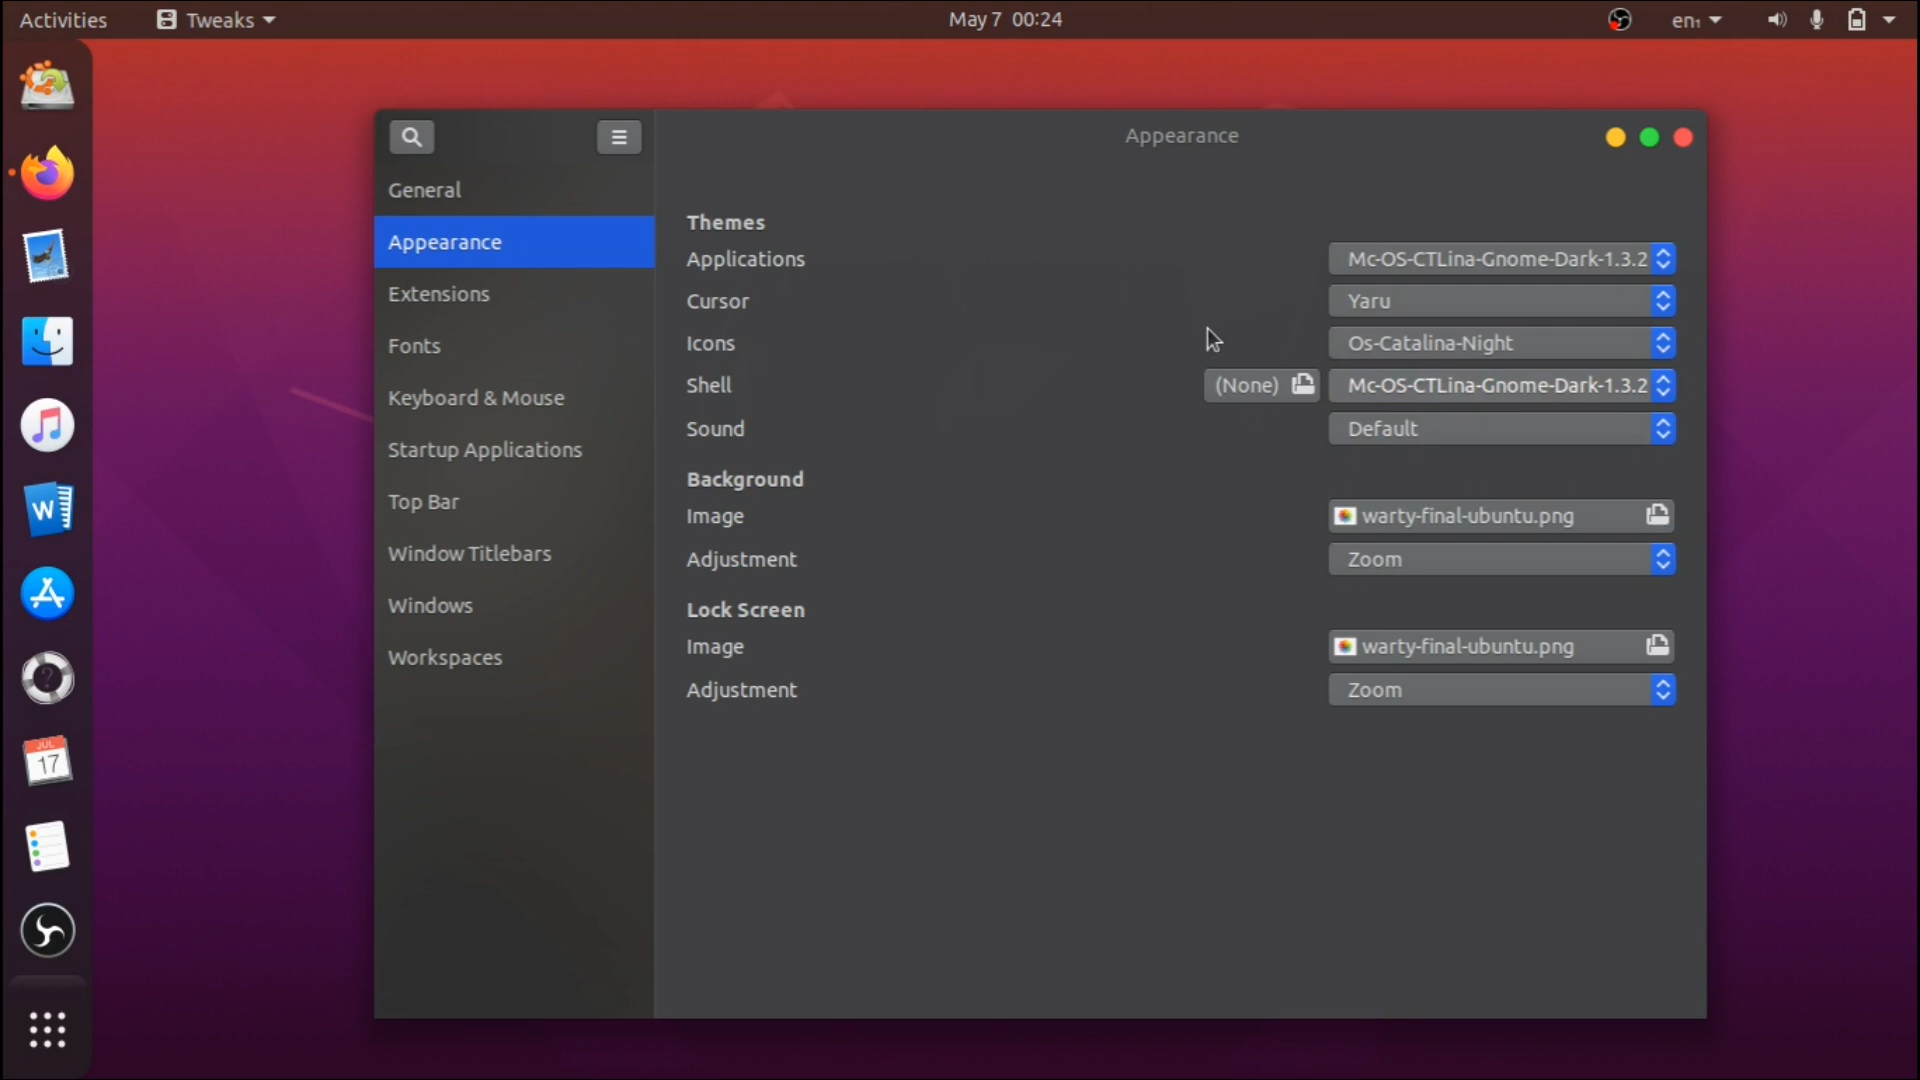 Activities
Tweaks
May 7 00:24
en₁
General
Appearance
Extensions
Fonts
Keyboard & Mouse
Startup Applications
Top Bar
Window Titlebars
Windows
Workspaces
Appearance
Themes
Applications Mc-OS-CTLina-Gnome-Dark-1.3.2
Cursor Yaru
Icons Os-Catalina-Night
Shell (None) Mc-OS-CTLina-Gnome-Dark-1.3.2
Sound Default
Background
Image warty-final-ubuntu.png
Adjustment Zoom
Lock Screen
Image warty-final-ubuntu.png
Adjustment Zoom
W
?
JUL
17